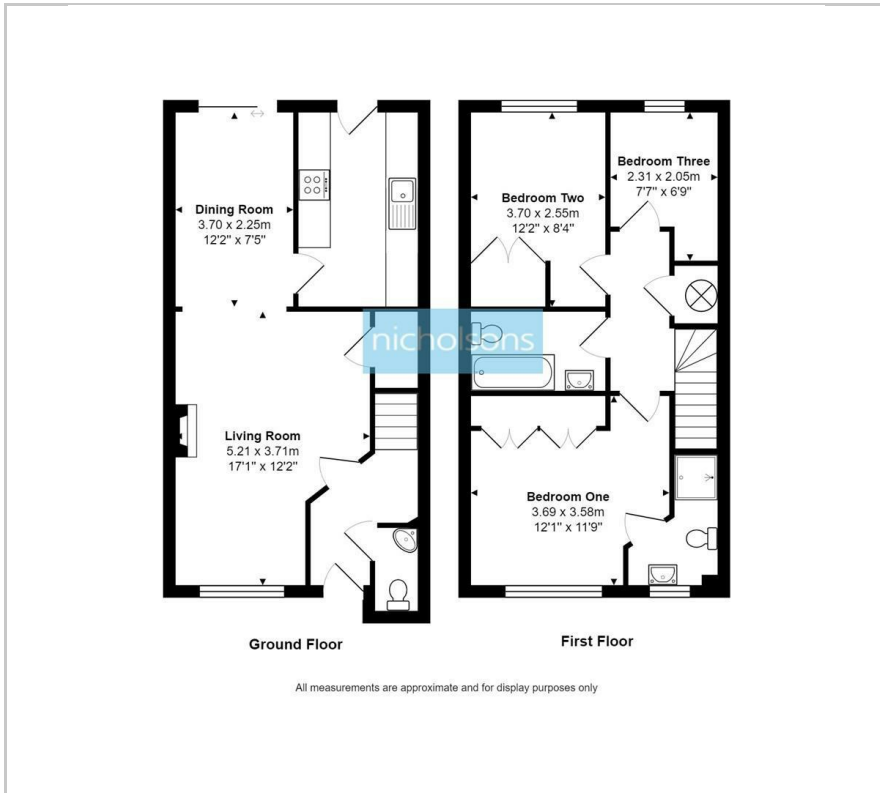 Dining Room
3.70 x 2.25m
12'2" x 7'5"
Living Room
5.21 x 3.71m
17'1" x 12'2"
Ground Floor
Bedroom Two
3.70 x 2.55m
12'2" x 8'4"
Bedroom Three
2.31 x 2.05m
7'7" x 6'9"
nicholsons
Bedroom One
3.69 x 3.58m
12'1" x 11'9"
First Floor
All measurements are approximate and for display purposes only